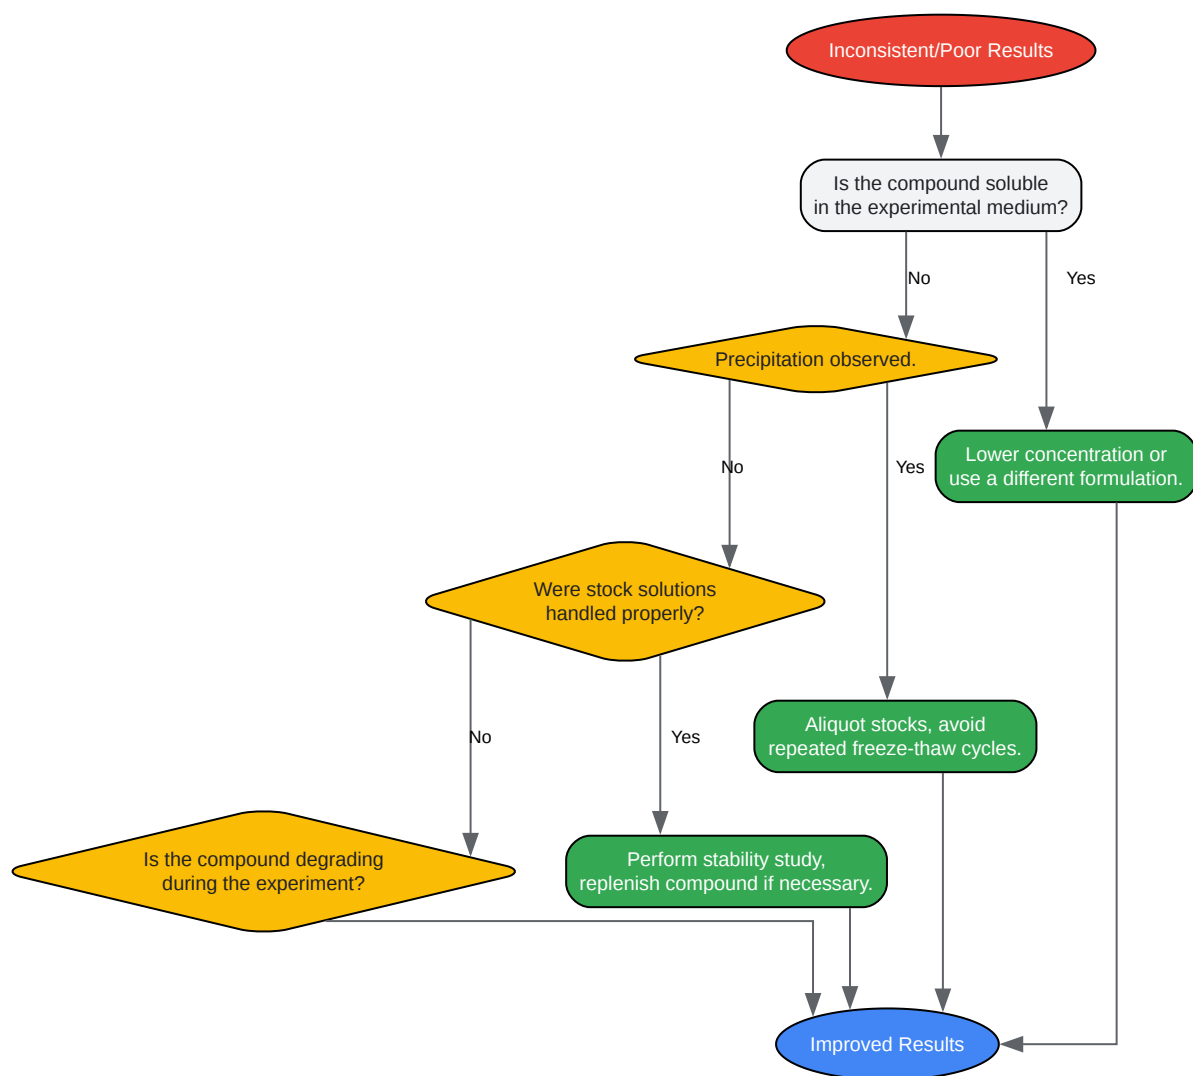 Inconsistent/Poor Results
Is the compound soluble
in the experimental medium?
No
Yes
Precipitation observed.
Lower concentration or
use a different formulation.
No
Yes
Were stock solutions
handled properly?
Aliquot stocks, avoid
repeated freeze-thaw cycles.
No
Yes
Is the compound degrading
during the experiment?
Perform stability study,
replenish compound if necessary.
Improved Results